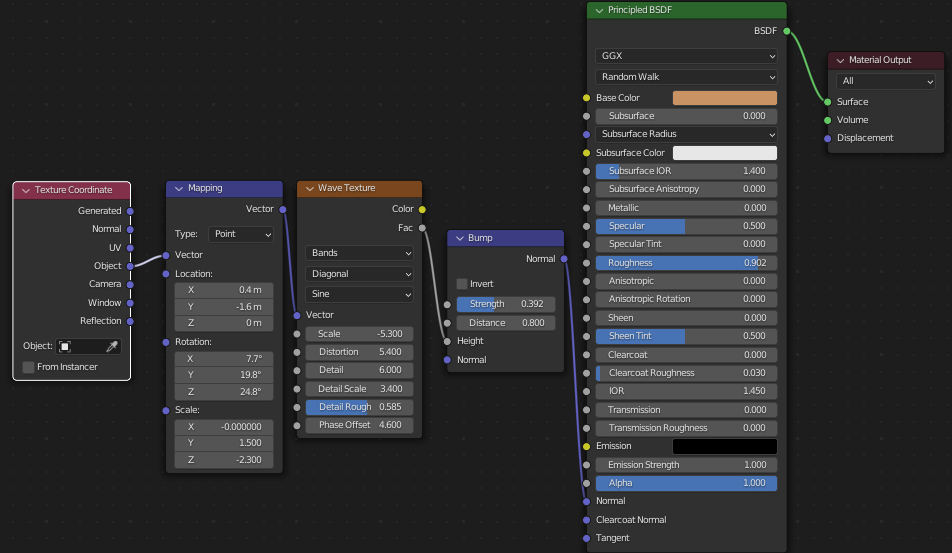 Texture Coordinate
Generated
Normal
UV
Object
Camera
Window
Reflection
Object:
From Instancer
Mapping
Vector
Type: Point
Vector
Location:
X 0.4 m
Y -1.6 m
Z 0 m
Rotation:
X 7.7°
Y 19.8°
Z 24.8°
Scale:
X -0.000000
Y 1.500
Z -2.300
Wave Texture
Color
Fac
Bands
Diagonal
Sine
Vector
Scale -5.300
Distortion 5.400
Detail 6.000
Detail Scale 3.400
Detail Rough 0.585
Phase Offset 4.600
Bump
Normal
Invert
Strength 0.392
Distance 0.800
Height
Normal
Principled BSDF
BSDF
GGX
Random Walk
Base Color
Subsurface 0.000
Subsurface Radius
Subsurface Color
Subsurface IOR 1.400
Subsurface Anisotropy 0.000
Metallic 0.000
Specular 0.500
Specular Tint 0.000
Roughness 0.902
Anisotropic 0.000
Anisotropic Rotation 0.000
Sheen 0.000
Sheen Tint 0.500
Clearcoat 0.000
Clearcoat Roughness 0.030
IOR 1.450
Transmission 0.000
Transmission Roughness 0.000
Emission
Emission Strength 1.000
Alpha 1.000
Normal
Clearcoat Normal
Tangent
Material Output
All
Surface
Volume
Displacement